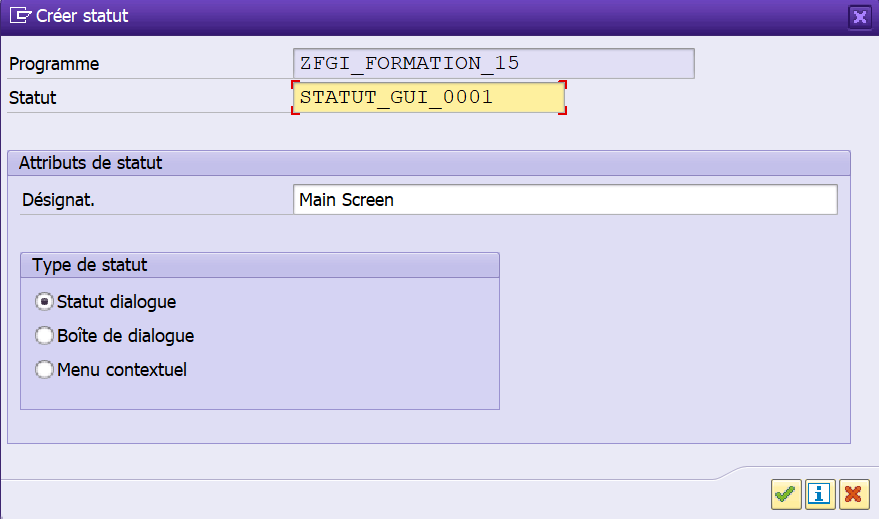 Créer statut
Programme ZFGI_FORMATION_15
Statut STATUT_GUI_0001
Attributs de statut
Désignat. Main Screen
Type de statut
Statut dialogue
Boîte de dialogue
Menu contextuel